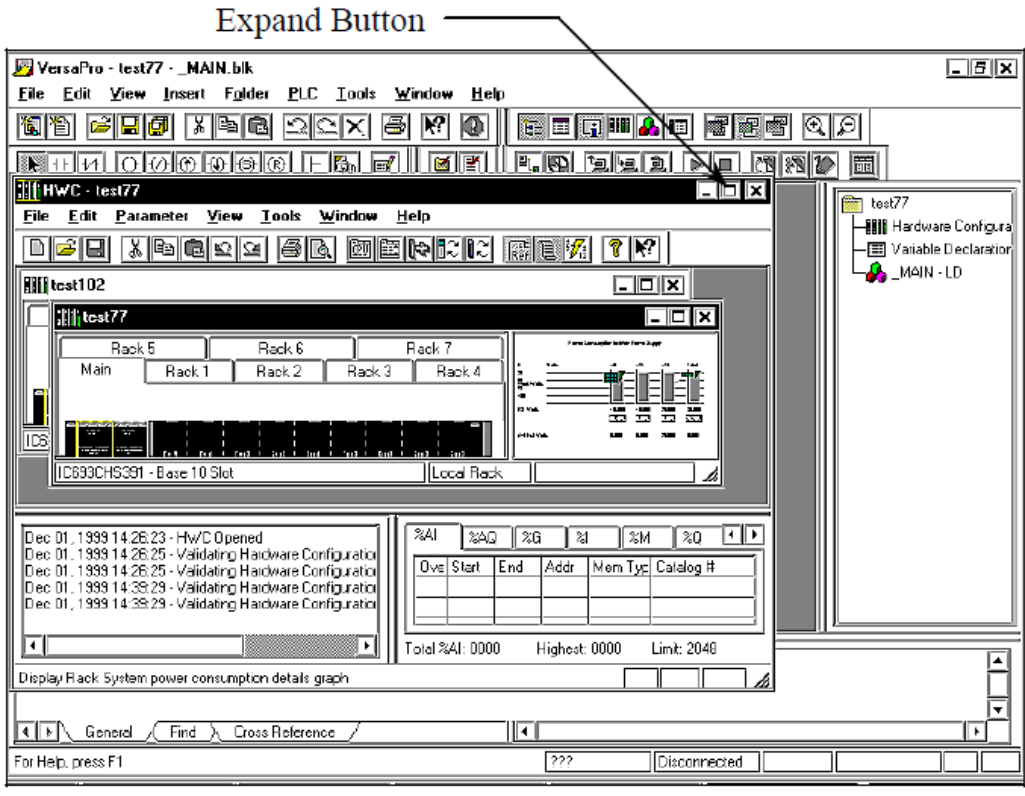 Expand Button
VersaPro - test77 - _MAIN.blk
File Edit View Insert Folder PLC Tools Window Help
HWC - test77
File Edit Parameter View Tools Window Help
test77
Hardware Configura
Variable Declaration
_MAIN - LD
test102
test77
Rack 5 Rack 6 Rack 7
Main Rack 1 Rack 2 Rack 3 Rack 4
IC6
IC693CHS391 - Base 10 Slot Local Rack
Dec 01, 1999 14:26:23 - HWC Opened
Dec 01, 1999 14:26:25 - Validating Hardware Configuratio
Dec 01, 1999 14:26:25 - Validating Hardware Configuratio
Dec 01, 1999 14:39:29 - Validating Hardware Configuratio
Dec 01, 1999 14:39:29 - Validating Hardware Configuratio
%AI %AQ %G %I %M %Q
Ove Start End Addr Mem Typ Catalog #
Total %AI: 0000 Highest: 0000 Limit: 2048
Display Rack System power consumption details graph
General Find Cross Reference
For Help, press F1 ??? Disconnected